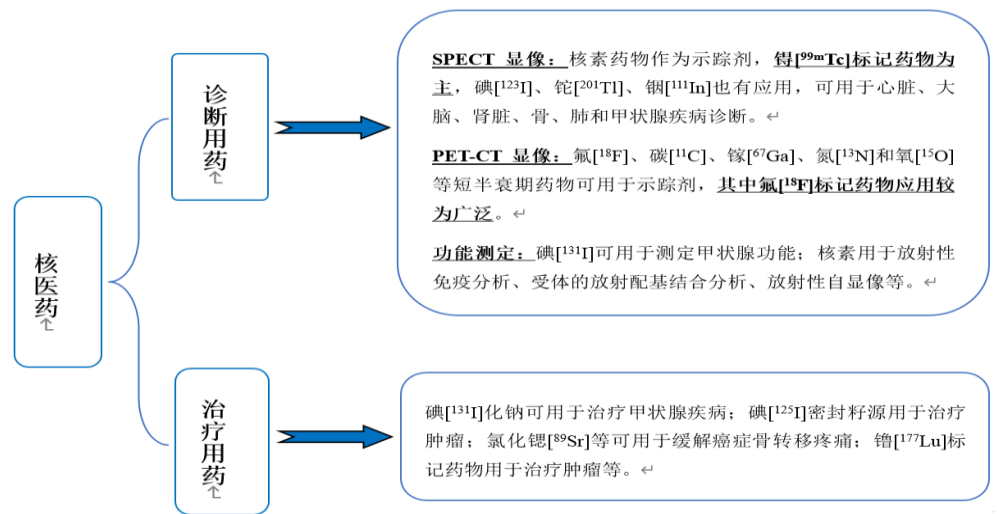 核医药
诊断用药
SPECT 显像：核素药物作为示踪剂，锝[99mTc]标记药物为
主，碘[123I]、铊[201Tl]、铟[111In]也有应用，可用于心脏、大
脑、肾脏、骨、肺和甲状腺疾病诊断。
PET-CT 显像：氟[18F]、碳[11C]、镓[67Ga]、氮[13N]和氧[15O]
等短半衰期药物可用于示踪剂，其中氟[18F]标记药物应用较
为广泛。
功能测定：碘[131I]可用于测定甲状腺功能；核素用于放射性
免疫分析、受体的放射配基结合分析、放射性自显像等。
治疗用药
碘[131I]化钠可用于治疗甲状腺疾病；碘[125I]密封籽源用于治疗
肿瘤；氯化锶[89Sr]等可用于缓解癌症骨转移疼痛；镥[177Lu]标
记药物用于治疗肿瘤等。